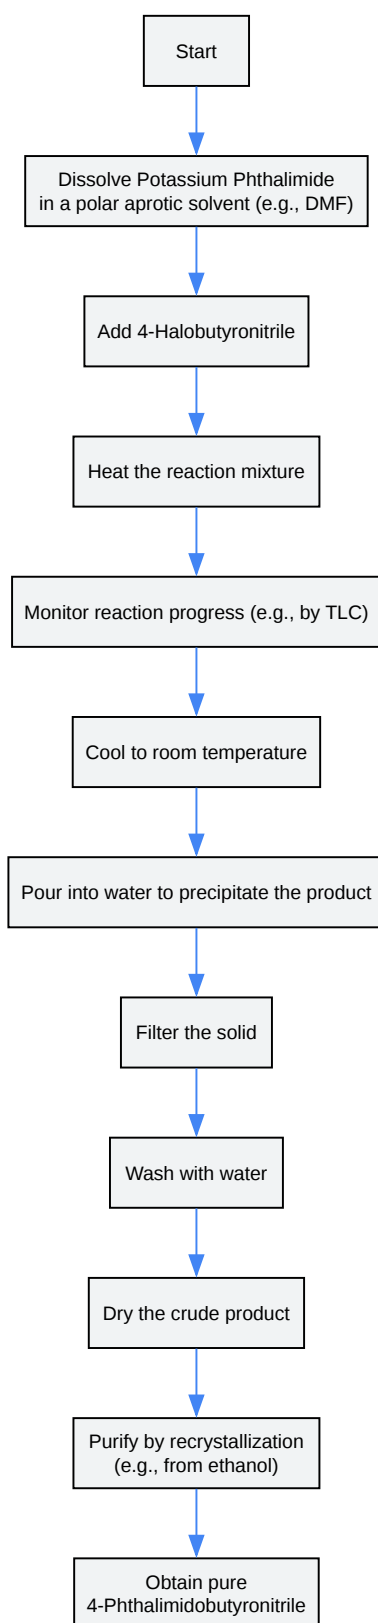 Start
Dissolve Potassium Phthalimide
in a polar aprotic solvent (e.g., DMF)
Add 4-Halobutyronitrile
Heat the reaction mixture
Monitor reaction progress (e.g., by TLC)
Cool to room temperature
Pour into water to precipitate the product
Filter the solid
Wash with water
Dry the crude product
Purify by recrystallization
(e.g., from ethanol)
Obtain pure
4-Phthalimidobutyronitrile